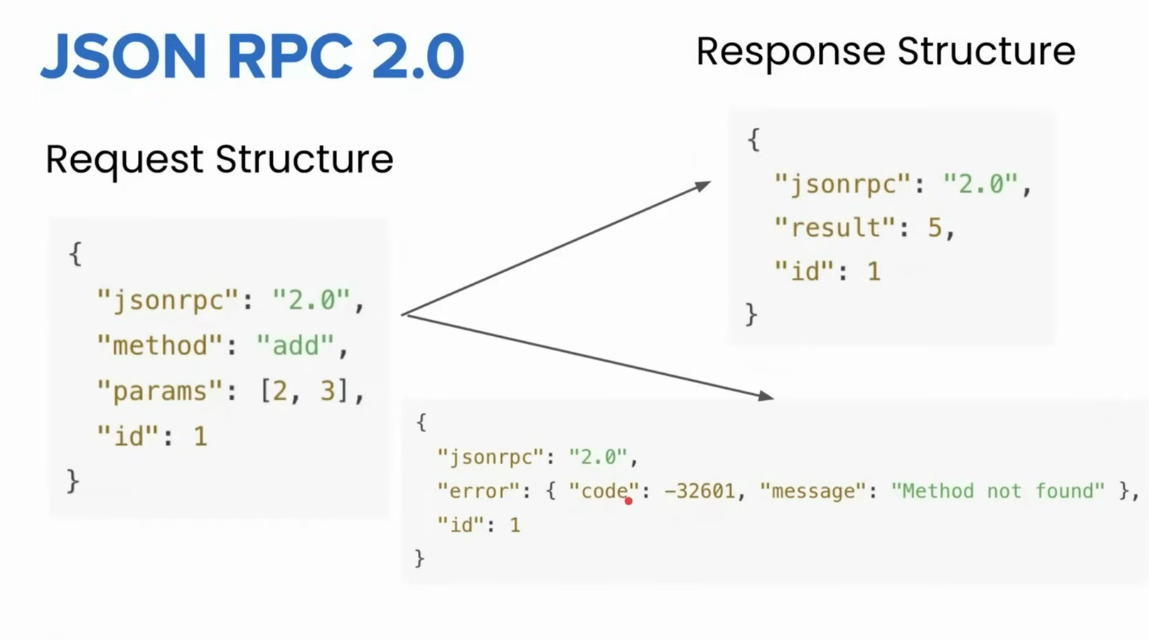 JSON RPC 2.0
Request Structure
{
"jsonrpc": "2.0",
"method": "add",
"params": [2, 3],
"id": 1
}
Response Structure
{
"jsonrpc": "2.0",
"result": 5,
"id": 1
}
{
"jsonrpc": "2.0",
"error": { "code": -32601, "message": "Method not found" },
"id": 1
}